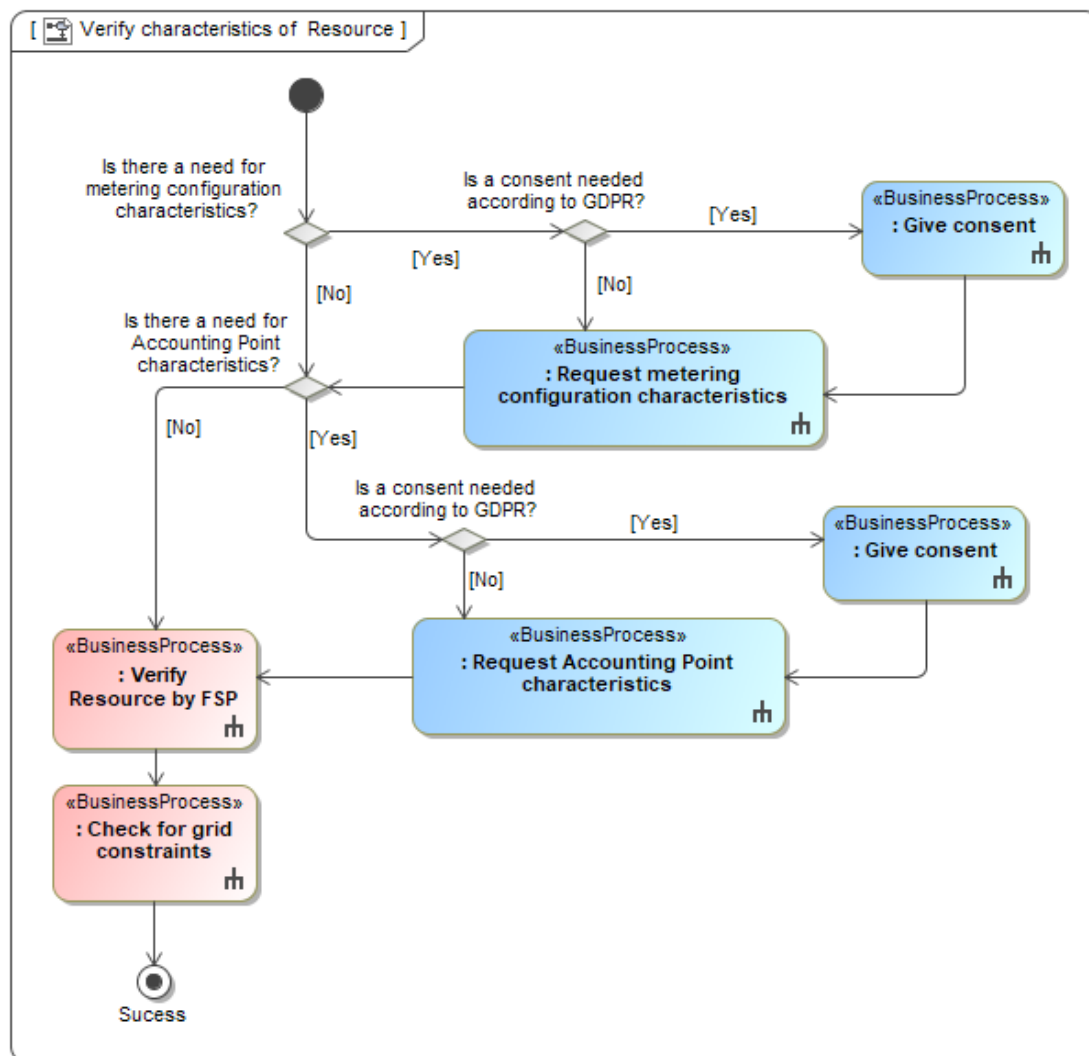 [ Verify characteristics of  Resource ]
Is there a need for
metering configuration
characteristics?
Is a consent needed
according to GDPR?
[Yes]
[Yes]
«BusinessProcess»
: Give consent
[No]
[No]
Is there a need for
Accounting Point
characteristics?
«BusinessProcess»
: Request metering
configuration characteristics
[No]
[Yes]
Is a consent needed
according to GDPR?
[Yes]
«BusinessProcess»
: Give consent
[No]
«BusinessProcess»
: Verify
Resource by FSP
«BusinessProcess»
: Request Accounting Point
characteristics
«BusinessProcess»
: Check for grid
constraints
Sucess